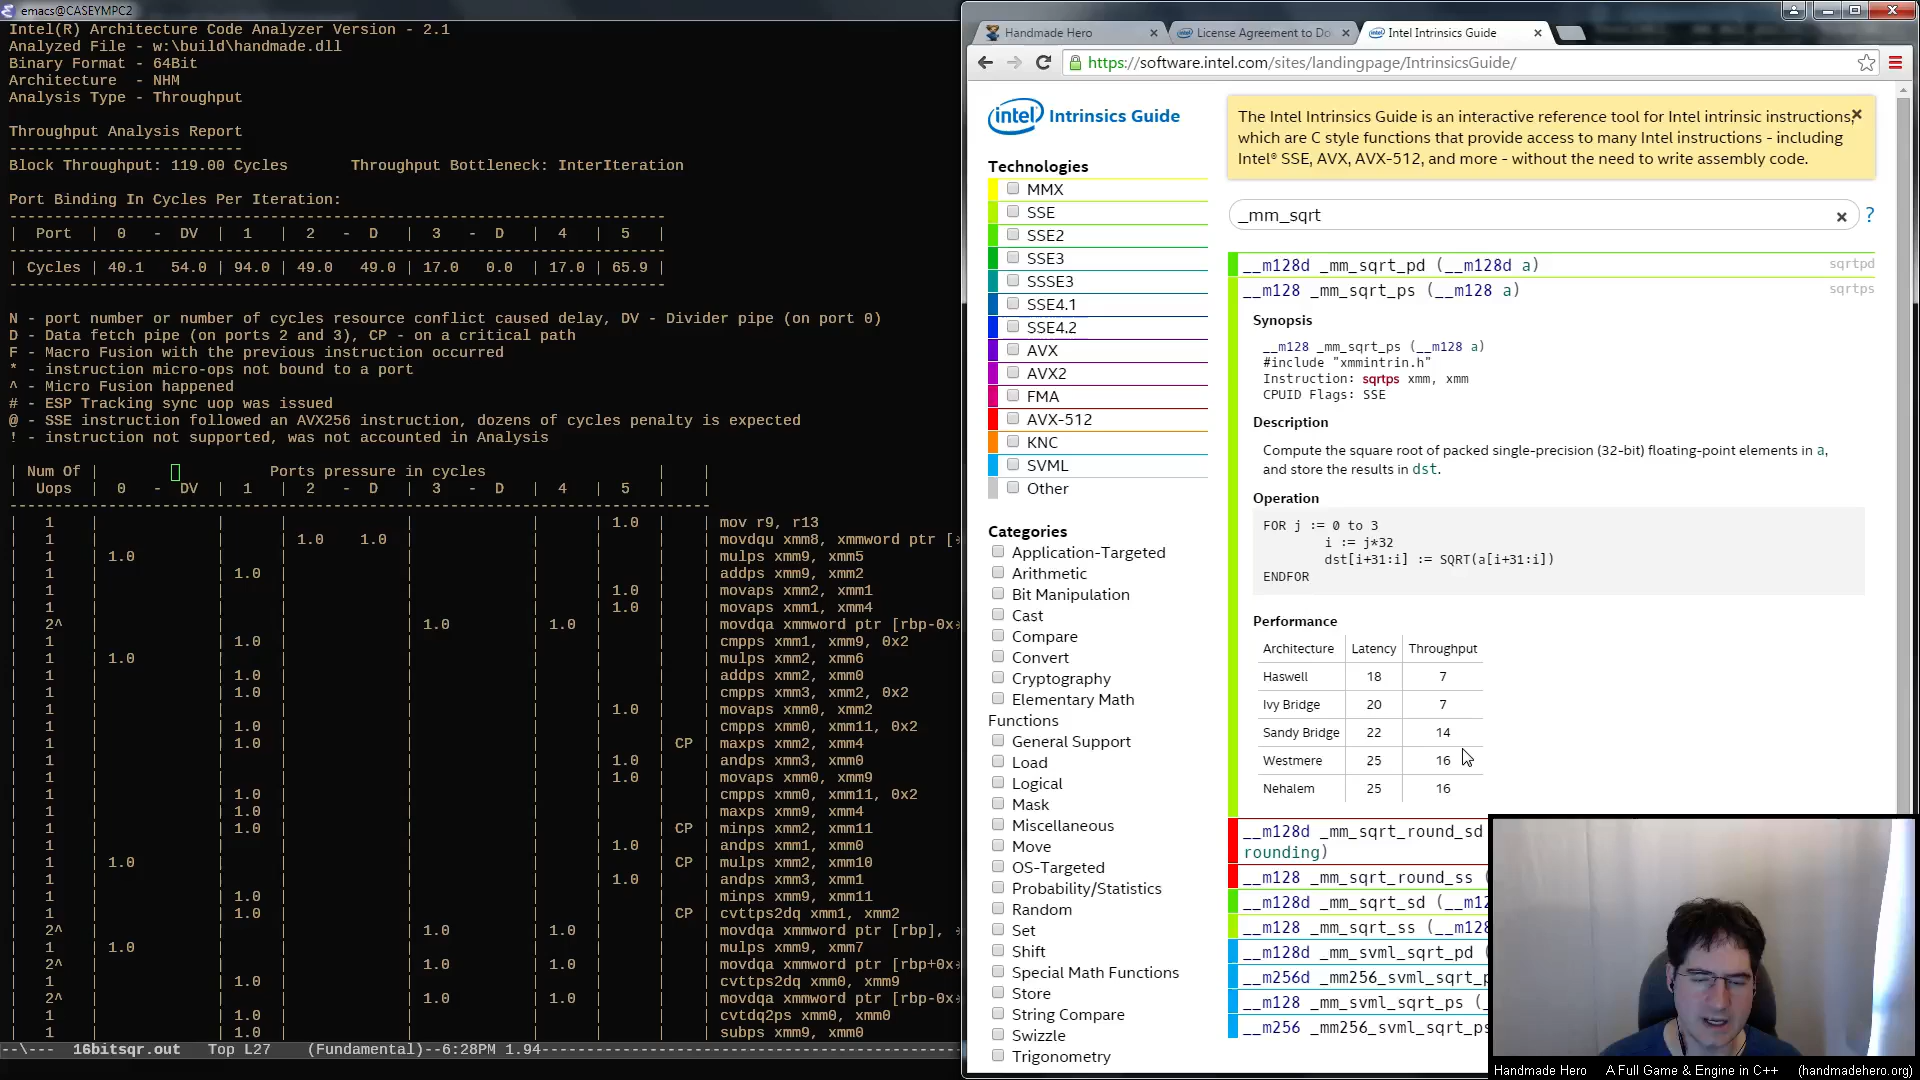 emacs@CASEYMPC2
Intel(R) Architecture Code Analyzer Version - 2.1
Analyzed File - w:\build\handmade.dll
Binary Format - 64Bit
Architecture  - NHM
Analysis Type - Throughput
Throughput Analysis Report
--------------------------
Block Throughput: 119.00 Cycles       Throughput Bottleneck: InterIteration
Port Binding In Cycles Per Iteration:
| Port | 0 - DV | 1 | 2 - D | 3 - D | 4 | 5 |
| Cycles | 40.1 54.0 | 94.0 | 49.0 49.0 | 17.0 0.0 | 17.0 | 65.9 |
N - port number or number of cycles resource conflict caused delay, DV - Divider pipe (on port 0)
D - Data fetch pipe (on ports 2 and 3), CP - on a critical path
F - Macro Fusion with the previous instruction occurred
* - instruction micro-ops not bound to a port
^ - Micro Fusion happened
# - ESP Tracking sync uop was issued
@ - SSE instruction followed an AVX256 instruction, dozens of cycles penalty is expected
! - instruction not supported, was not accounted in Analysis
| Num Of | Ports pressure in cycles | |
| Uops | 0 - DV | 1 | 2 - D | 3 - D | 4 | 5 | |
| 1 | | | | | | 1.0 | | mov r9, r13
| 1 | | | 1.0 1.0 | | | | | movdqu xmm8, xmmword ptr [
| 1 | 1.0 | | | | | | | mulps xmm9, xmm5
| 1 | | 1.0 | | | | | | addps xmm9, xmm2
| 1 | | | | | | 1.0 | | movaps xmm2, xmm1
| 1 | | | | | | 1.0 | | movaps xmm1, xmm4
| 2^ | | | | 1.0 | 1.0 | | | movdqa xmmword ptr [rbp-0x
| 1 | | 1.0 | | | | | | cmpps xmm1, xmm9, 0x2
| 1 | 1.0 | | | | | | | mulps xmm2, xmm6
| 1 | | 1.0 | | | | | | addps xmm2, xmm0
| 1 | | 1.0 | | | | | | cmpps xmm3, xmm2, 0x2
| 1 | | | | | | 1.0 | | movaps xmm0, xmm2
| 1 | | 1.0 | | | | | | cmpps xmm0, xmm11, 0x2
| 1 | | 1.0 | | | | | CP | maxps xmm2, xmm4
| 1 | | | | | | 1.0 | | andps xmm3, xmm0
| 1 | | | | | | 1.0 | | movaps xmm0, xmm9
| 1 | | 1.0 | | | | | | cmpps xmm0, xmm11, 0x2
| 1 | | 1.0 | | | | | | maxps xmm9, xmm4
| 1 | | 1.0 | | | | | CP | minps xmm2, xmm11
| 1 | | | | | | 1.0 | | andps xmm1, xmm0
| 1 | 1.0 | | | | | | CP | mulps xmm2, xmm10
| 1 | | | | | | 1.0 | | andps xmm3, xmm1
| 1 | | 1.0 | | | | | | minps xmm9, xmm11
| 1 | | 1.0 | | | | | CP | cvttps2dq xmm1, xmm2
| 2^ | | | | 1.0 | 1.0 | | | movdqa xmmword ptr [rbp],
| 1 | 1.0 | | | | | | | mulps xmm9, xmm7
| 2^ | | | | 1.0 | 1.0 | | | movdqa xmmword ptr [rbp+0x
| 1 | | 1.0 | | | | | | cvttps2dq xmm0, xmm9
| 2^ | | | | 1.0 | 1.0 | | | movdqa xmmword ptr [rbp-0x
| 1 | | 1.0 | | | | | | cvtdq2ps xmm0, xmm0
| 1 | | 1.0 | | | | | | subps xmm9, xmm0
--\--- 16bitsqr.out Top L27 (Fundamental)--6:28PM 1.94---
Handmade Hero
License Agreement to Do
Intel Intrinsics Guide
https://software.intel.com/sites/landingpage/IntrinsicsGuide/
intel Intrinsics Guide
The Intel Intrinsics Guide is an interactive reference tool for Intel intrinsic instructions,
which are C style functions that provide access to many Intel instructions - including
Intel® SSE, AVX, AVX-512, and more - without the need to write assembly code.
Technologies
MMX
SSE
SSE2
SSE3
SSSE3
SSE4.1
SSE4.2
AVX
AVX2
FMA
AVX-512
KNC
SVML
Other
Categories
Application-Targeted
Arithmetic
Bit Manipulation
Cast
Compare
Convert
Cryptography
Elementary Math
Functions
General Support
Load
Logical
Mask
Miscellaneous
Move
OS-Targeted
Probability/Statistics
Random
Set
Shift
Special Math Functions
Store
String Compare
Swizzle
Trigonometry
_mm_sqrt
?
__m128d _mm_sqrt_pd (__m128d a) sqrtpd
__m128 _mm_sqrt_ps (__m128 a) sqrtps
Synopsis
__m128 _mm_sqrt_ps (__m128 a)
#include "xmmintrin.h"
Instruction: sqrtps xmm, xmm
CPUID Flags: SSE
Description
Compute the square root of packed single-precision (32-bit) floating-point elements in a,
and store the results in dst.
Operation
FOR j := 0 to 3
i := j*32
dst[i+31:i] := SQRT(a[i+31:i])
ENDFOR
Performance
Architecture Latency Throughput
Haswell 18 7
Ivy Bridge 20 7
Sandy Bridge 22 14
Westmere 25 16
Nehalem 25 16
__m128d _mm_sqrt_round_sd
rounding)
__m128 _mm_sqrt_round_ss (
__m128d _mm_sqrt_sd (__m12
__m128 _mm_sqrt_ss (__m128
__m128d _mm_svml_sqrt_pd (
__m256d _mm256_svml_sqrt_p
__m128 _mm_svml_sqrt_ps (
__m256 _mm256_svml_sqrt_ps
Handmade Hero A Full Game & Engine in C++ (handmadehero.org)